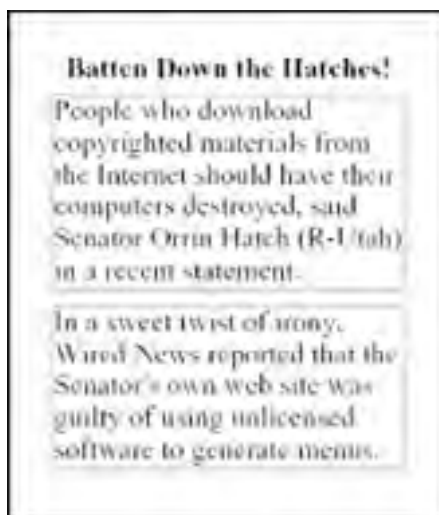 Batten Down the Hatches!
People who download
copyrighted materials from
the Internet should have their
computers destroyed, said
Senator Orrin Hatch (R-Utah)
in a recent statement.
In a sweet twist of irony,
Wired News reported that the
Senator's own web site was
guilty of using unlicensed
software to generate menus.